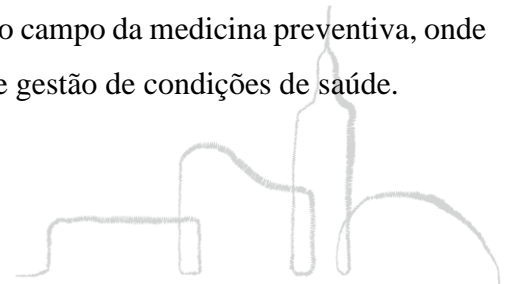 o campo da medicina preventiva, onde
e gestão de condições de saúde.